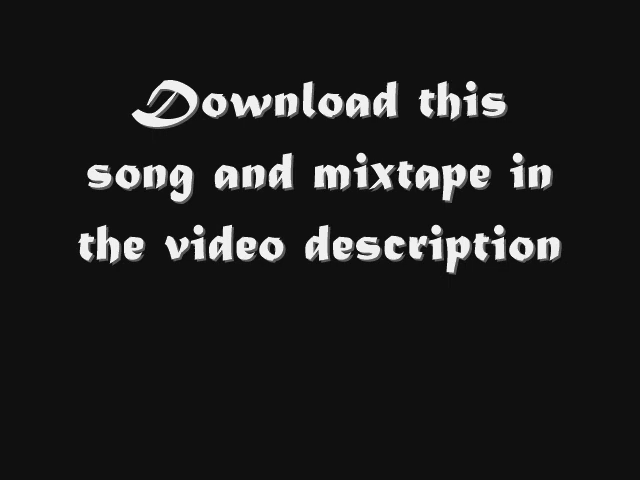 Download this
song and mixtape in
the video description